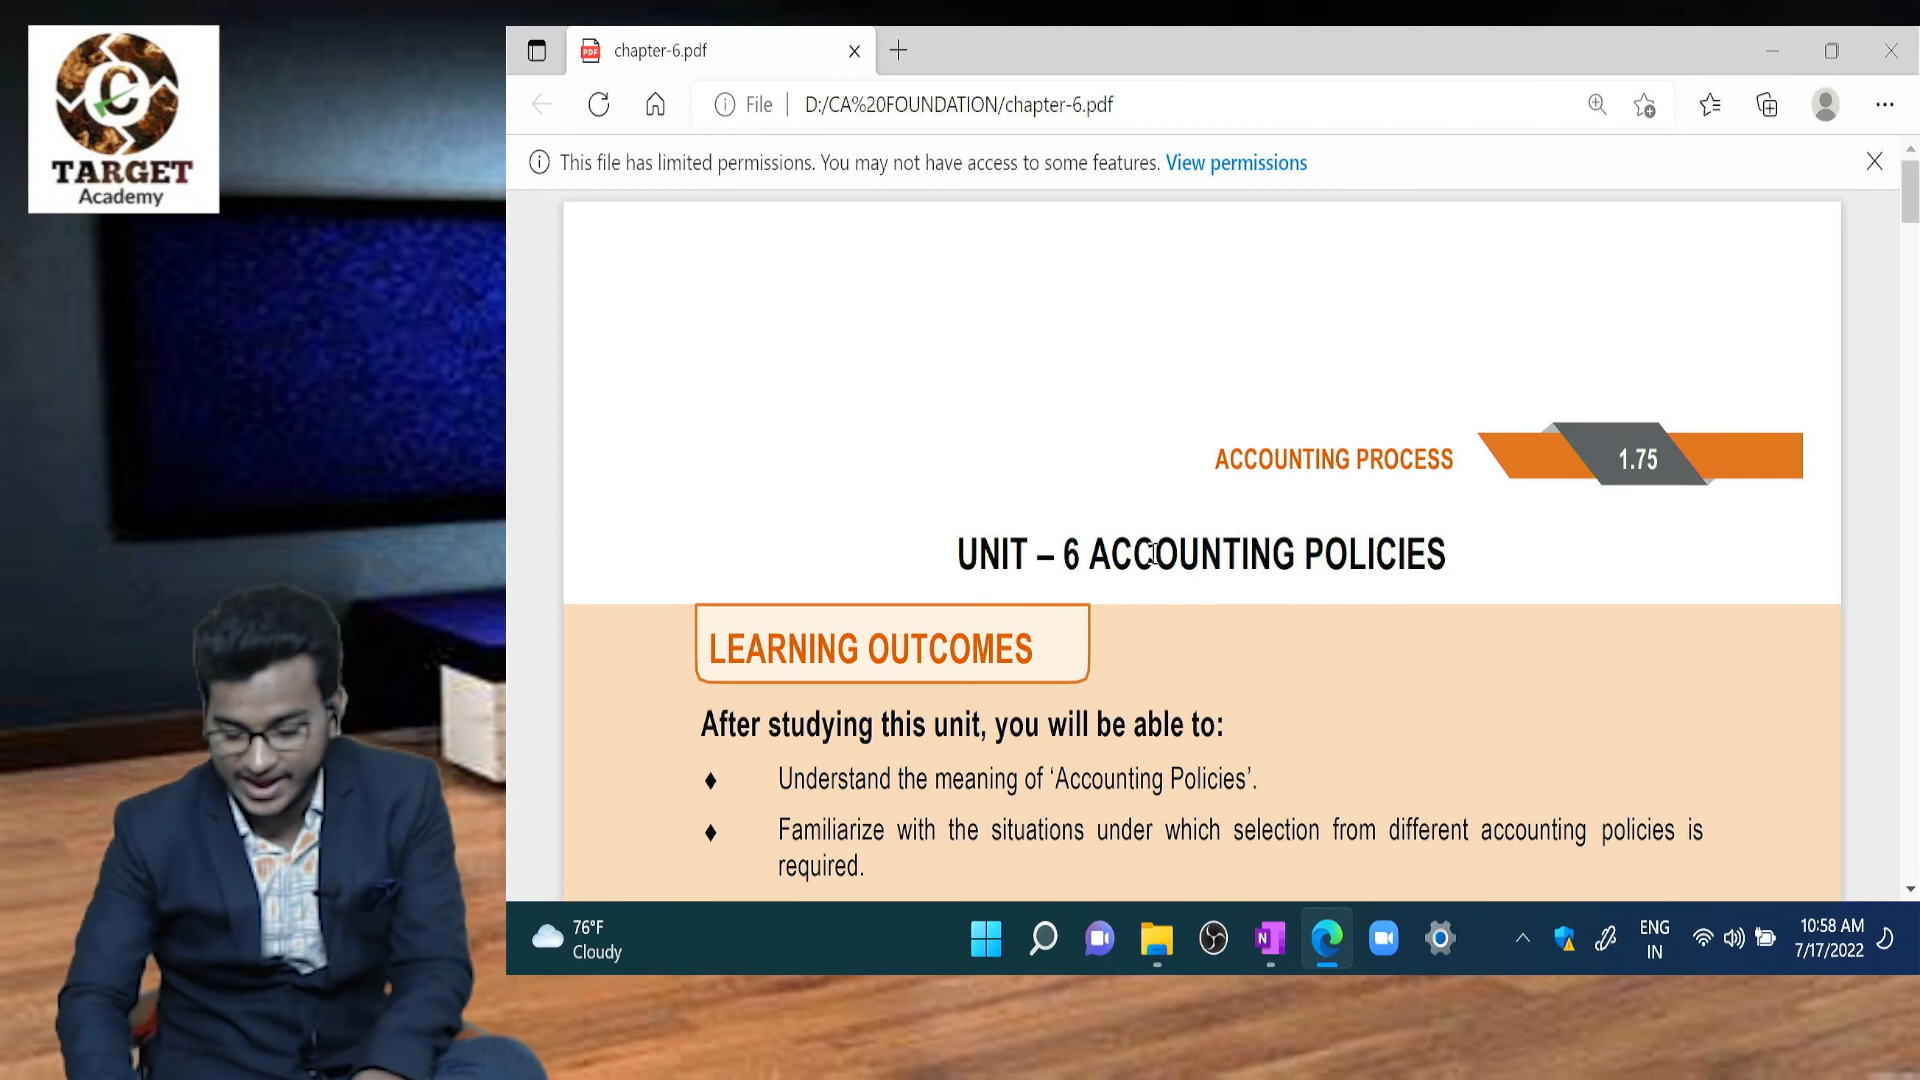 C
TARGET
Academy
chapter-6.pdf
File
D:/CA%20FOUNDATION/chapter-6.pdf
This file has limited permissions. You may not have access to some features. View permissions
ACCOUNTING PROCESS 1.75
UNIT – 6 ACCOUNTING POLICIES
LEARNING OUTCOMES
After studying this unit, you will be able to:
♦ Understand the meaning of ‘Accounting Policies’.
♦ Familiarize with the situations under which selection from different accounting policies is
required.
76°F
Cloudy
N
ENG
IN
10:58 AM
7/17/2022